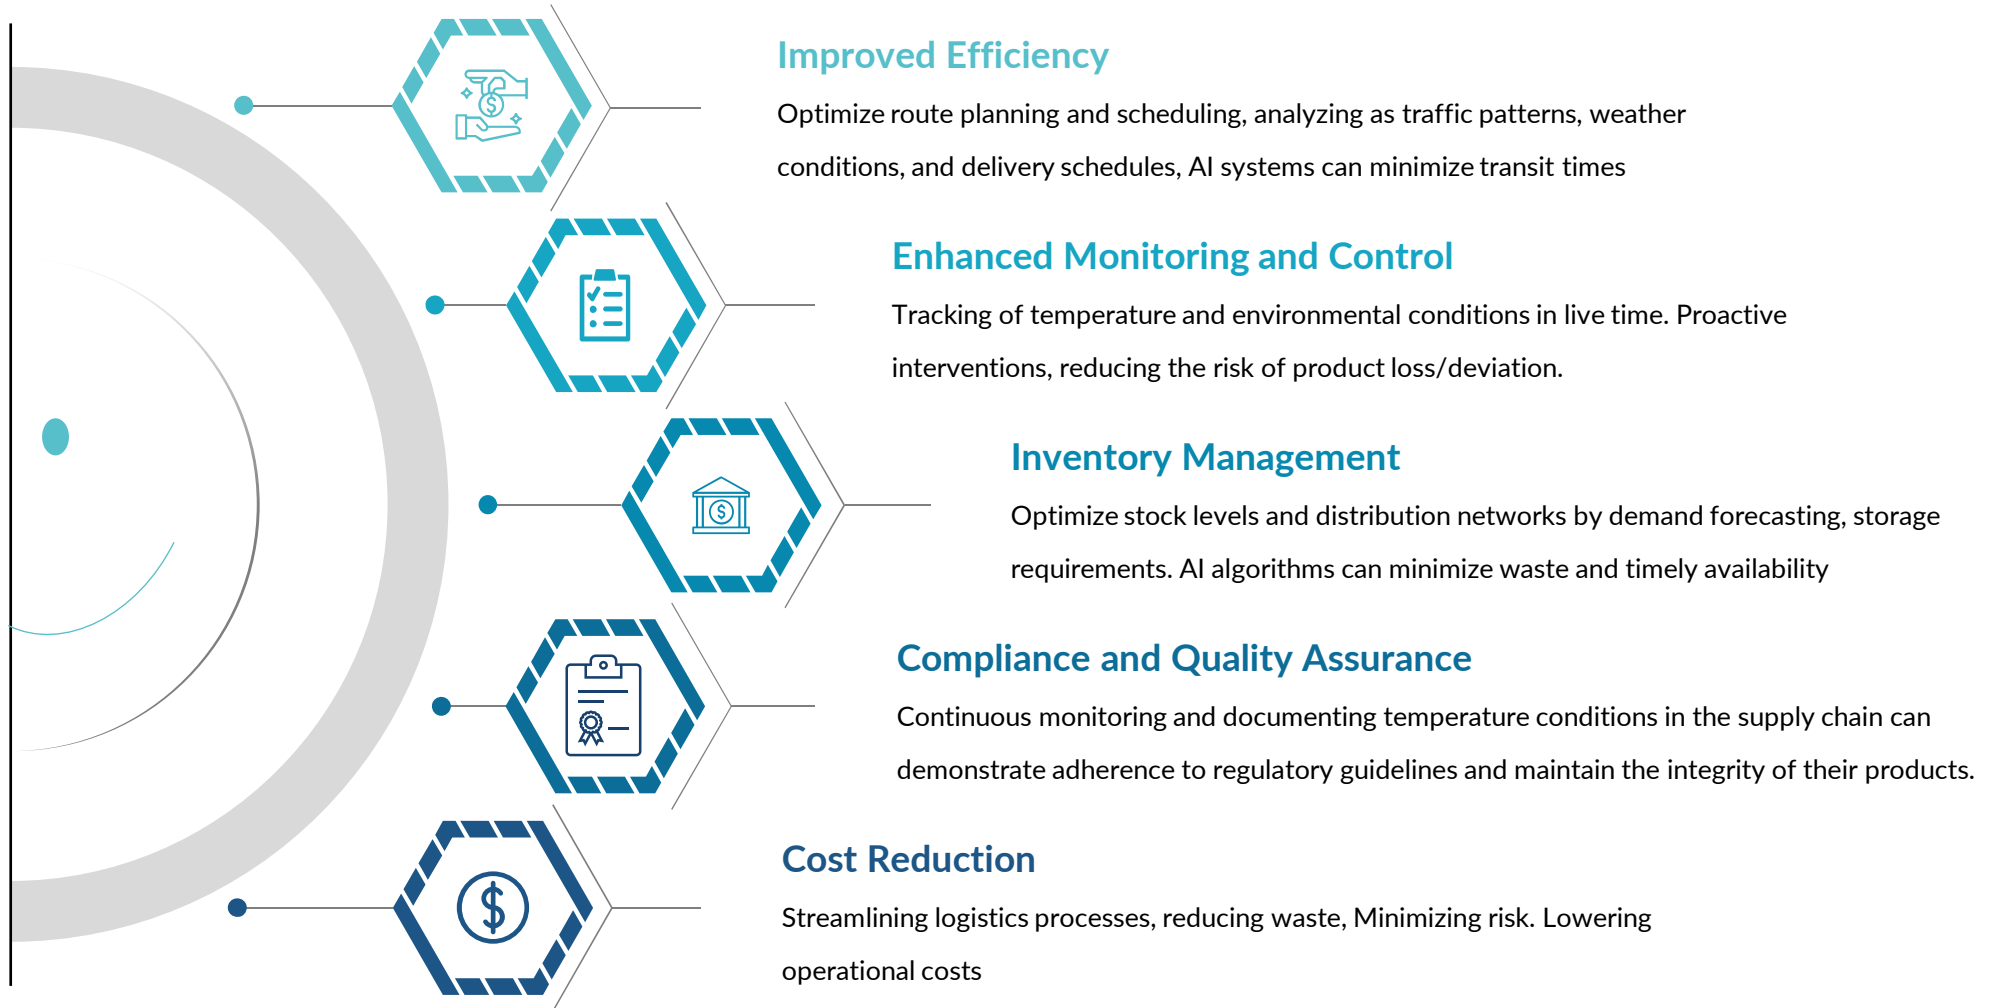 Improved Efficiency
Optimize route planning and scheduling, analyzing as traffic patterns, weather
conditions, and delivery schedules, AI systems can minimize transit times
Enhanced Monitoring and Control
Tracking of temperature and environmental conditions in live time. Proactive
interventions, reducing the risk of product loss/deviation.
Inventory Management
Optimize stock levels and distribution networks by demand forecasting, storage
requirements. AI algorithms can minimize waste and timely availability
Compliance and Quality Assurance
Continuous monitoring and documenting temperature conditions in the supply chain can
demonstrate adherence to regulatory guidelines and maintain the integrity of their products.
Cost Reduction
Streamlining logistics processes, reducing waste, Minimizing risk. Lowering
operational costs